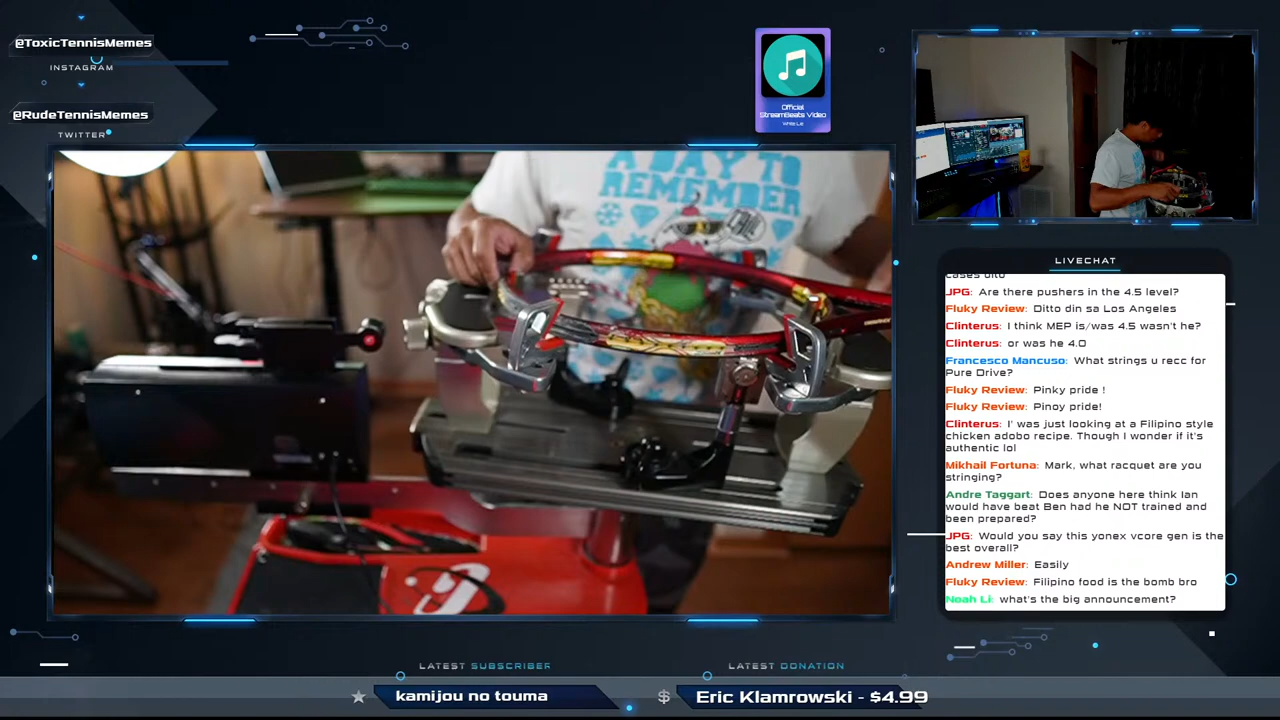 @ToxicTennisMemes
INSTAGRAM
@RudeTennisMemes
TWITTER
Official
StreamBeats Video
A DAY TO
REMEMBER
LIVECHAT
JPG: Are there pushers in the 4.5 level?
Fluky Review: Ditto din sa Los Angeles
Clinterus: I think MEP is/was 4.5 wasn't he?
Clinterus: or was he 4.0
Francesco Mancuso: What strings u recc for
Pure Drive?
Fluky Review: Pinky pride !
Fluky Review: Pinoy pride!
Clinterus: I' was just looking at a Filipino style
chicken adobo recipe. Though I wonder if it's
authentic lol
Mikhail Fortuna: Mark, what racquet are you
stringing?
Andre Taggart: Does anyone here think Ian
would have beat Ben had he NOT trained and
been prepared?
JPG: Would you say this yonex vcore gen is the
best overall?
Andrew Miller: Easily
Fluky Review: Filipino food is the bomb bro
Noah Li: what's the big announcement?
LATEST SUBSCRIBER
kamijou no touma
LATEST DONATION
$ Eric Klamrowski - $4.99